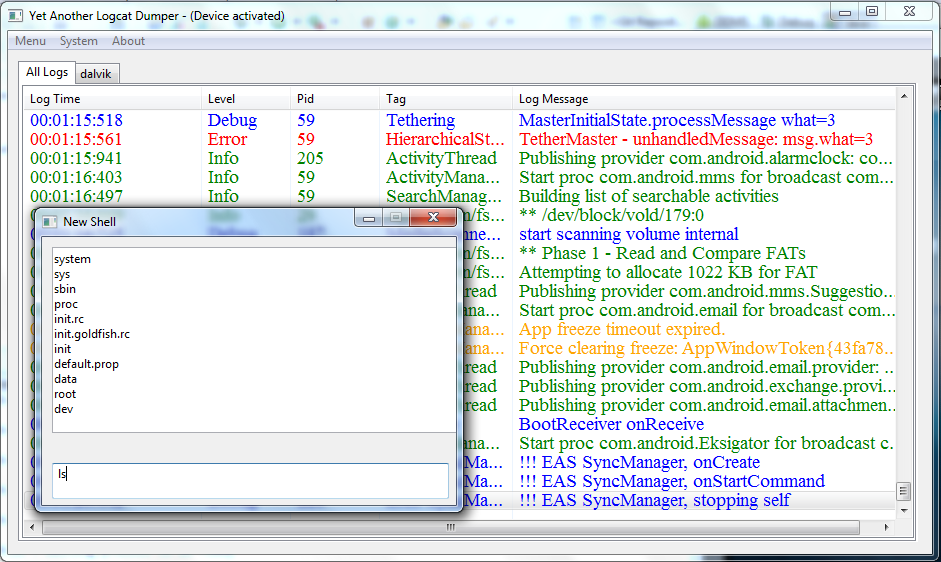 Yet Another Logcat Dumper - (Device activated)
Menu System About
All Logs dalvik
Log Time Level Pid Tag Log Message
00:01:15:518 Debug 59 Tethering MasterInitialState.processMessage what=3
00:01:15:561 Error 59 HierarchicalSt... TetherMaster - unhandledMessage: msg.what=3
00:01:15:941 Info 205 ActivityThread Publishing provider com.android.alarmclock: co...
00:01:16:403 Info 59 ActivityMana... Start proc com.android.mms for broadcast com...
00:01:16:497 Info 59 SearchManag... Building list of searchable activities
n/fs... ** /dev/block/vold/179:0
nne... start scanning volume internal
n/fs... ** Phase 1 - Read and Compare FATs
n/fs... Attempting to allocate 1022 KB for FAT
read Publishing provider com.android.mms.Suggestio...
ana... Start proc com.android.email for broadcast com...
ana... App freeze timeout expired.
ana... Force clearing freeze: AppWindowToken{43fa78...
read Publishing provider com.android.email.provider: ...
read Publishing provider com.android.exchange.provi...
read Publishing provider com.android.email.attachmen...
BootReceiver onReceive
ana... Start proc com.android.Eksigator for broadcast c...
Ma... !!! EAS SyncManager, onCreate
Ma... !!! EAS SyncManager, onStartCommand
Ma... !!! EAS SyncManager, stopping self
New Shell
system
sys
sbin
proc
init.rc
init.goldfish.rc
init
default.prop
data
root
dev
ls